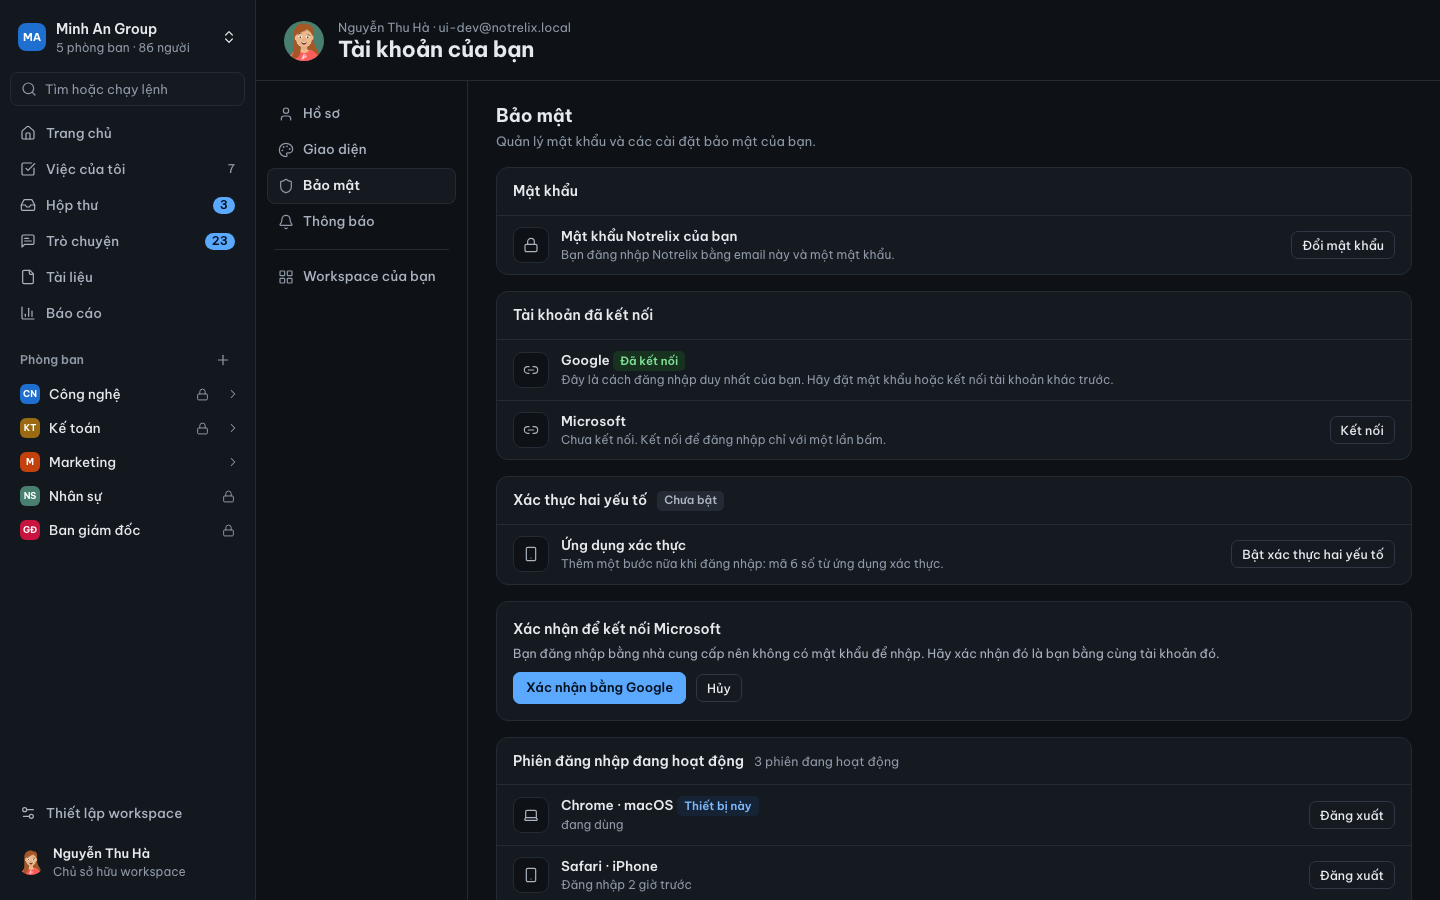 MA
Minh An Group
5 phòng ban · 86 người
Tìm hoặc chạy lệnh
Trang chủ
Việc của tôi 7
Hộp thư 3
Trò chuyện 23
Tài liệu
Báo cáo
Phòng ban
CN Công nghệ
KT Kế toán
M Marketing
NS Nhân sự
GĐ Ban giám đốc
Thiết lập workspace
Nguyễn Thu Hà
Chủ sở hữu workspace
Nguyễn Thu Hà · ui-dev@notrelix.local
Tài khoản của bạn
Hồ sơ
Giao diện
Bảo mật
Thông báo
Workspace của bạn
Bảo mật
Quản lý mật khẩu và các cài đặt bảo mật của bạn.
Mật khẩu
Mật khẩu Notrelix của bạn
Bạn đăng nhập Notrelix bằng email này và một mật khẩu.
Đổi mật khẩu
Tài khoản đã kết nối
Google Đã kết nối
Đây là cách đăng nhập duy nhất của bạn. Hãy đặt mật khẩu hoặc kết nối tài khoản khác trước.
Microsoft
Chưa kết nối. Kết nối để đăng nhập chỉ với một lần bấm.
Kết nối
Xác thực hai yếu tố Chưa bật
Ứng dụng xác thực
Thêm một bước nữa khi đăng nhập: mã 6 số từ ứng dụng xác thực.
Bật xác thực hai yếu tố
Xác nhận để kết nối Microsoft
Bạn đăng nhập bằng nhà cung cấp nên không có mật khẩu để nhập. Hãy xác nhận đó là bạn bằng cùng tài khoản đó.
Xác nhận bằng Google Hủy
Phiên đăng nhập đang hoạt động 3 phiên đang hoạt động
Chrome · macOS Thiết bị này
đang dùng
Đăng xuất
Safari · iPhone
Đăng nhập 2 giờ trước
Đăng xuất